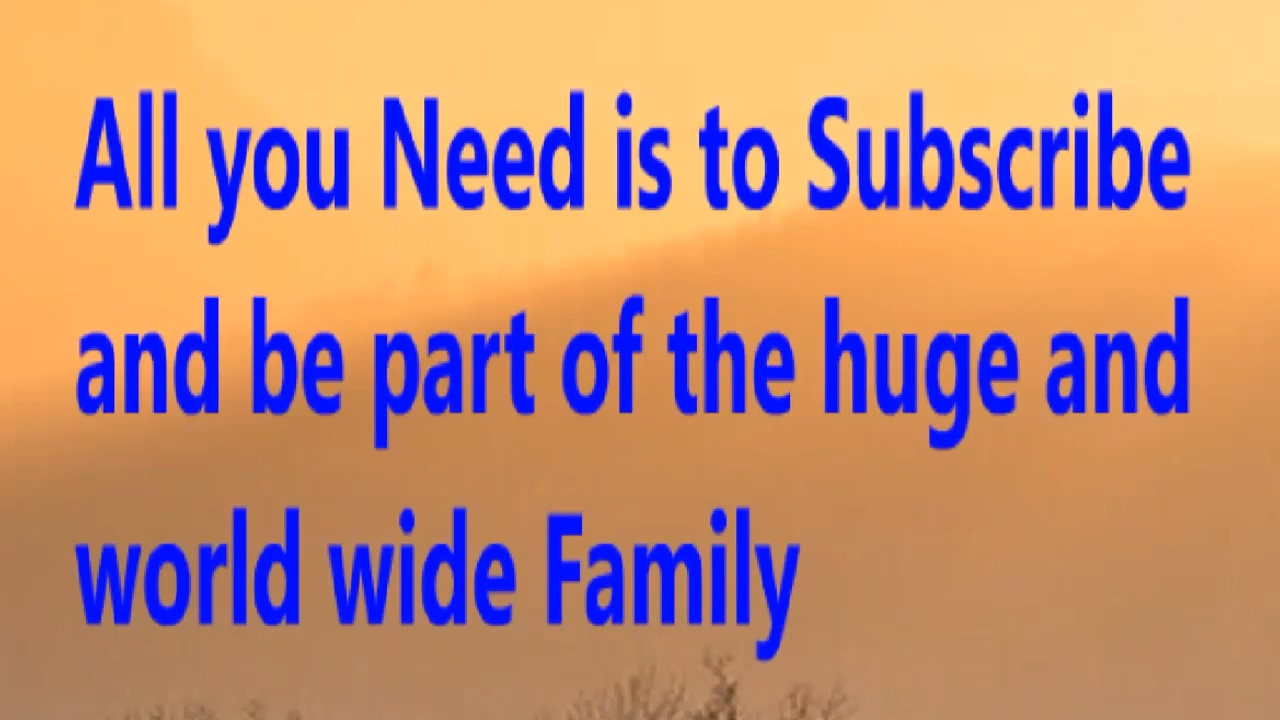 All you Need is to Subscribe
and be part of the huge and
world wide Family